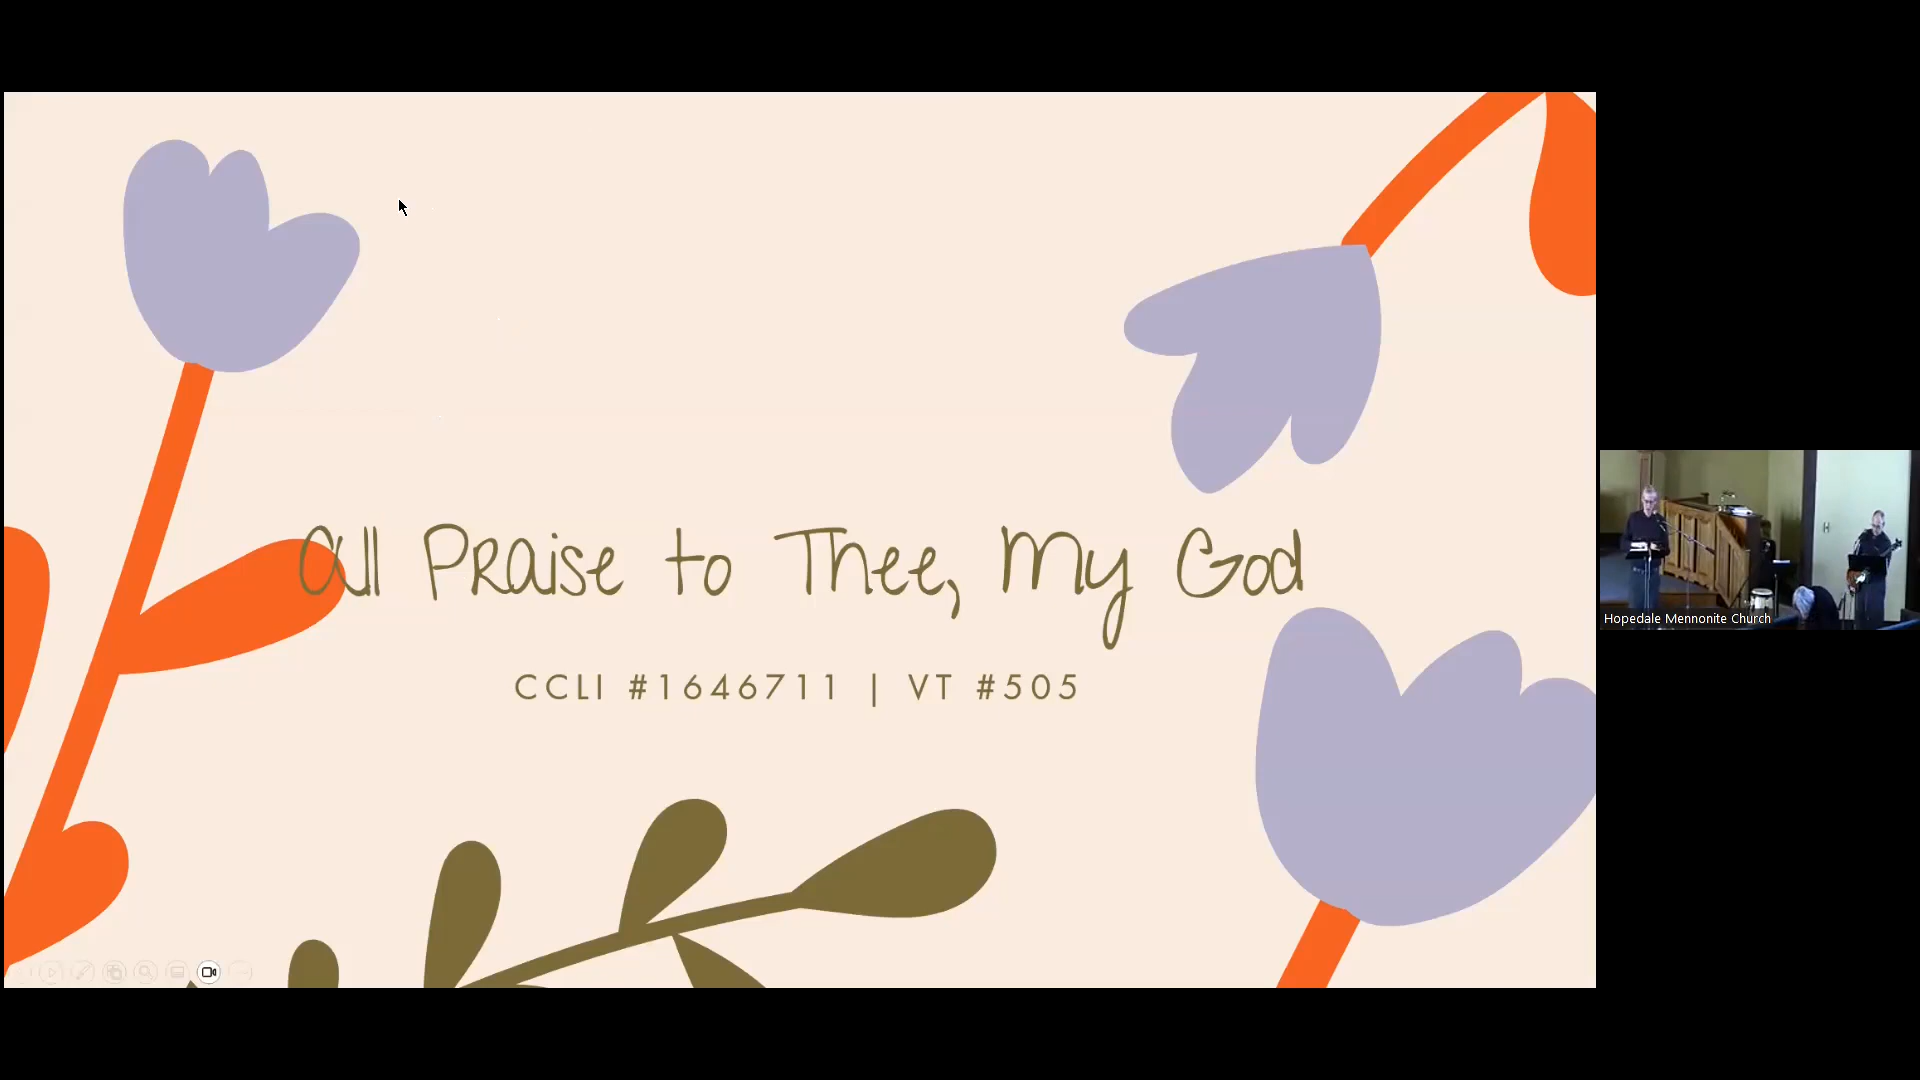 All Praise to Thee, My God
CCLI #1646711 | VT #505
Hopedale Mennonite Church